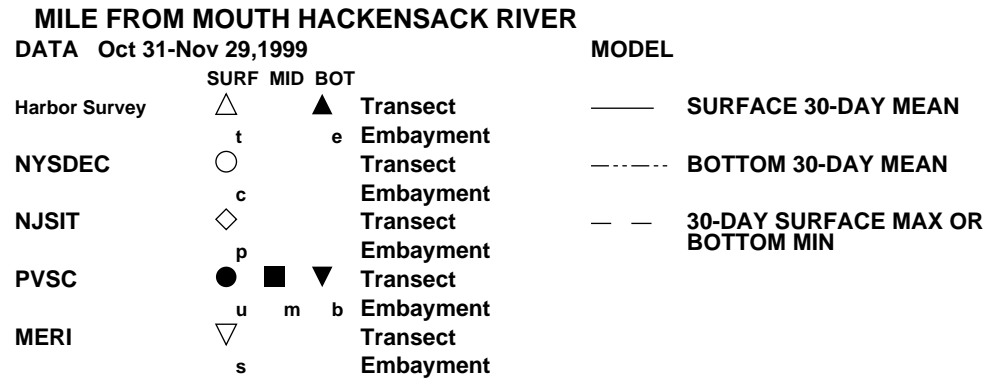 MILE FROM MOUTH HACKENSACK RIVER
DATA Oct 31-Nov 29,1999 MODEL
SURF MID BOT
Harbor Survey Transect SURFACE 30-DAY MEAN
t e Embayment
NYSDEC Transect BOTTOM 30-DAY MEAN
c Embayment
NJSIT Transect 30-DAY SURFACE MAX OR
BOTTOM MIN
p Embayment
PVSC Transect
u m b Embayment
MERI Transect
s Embayment